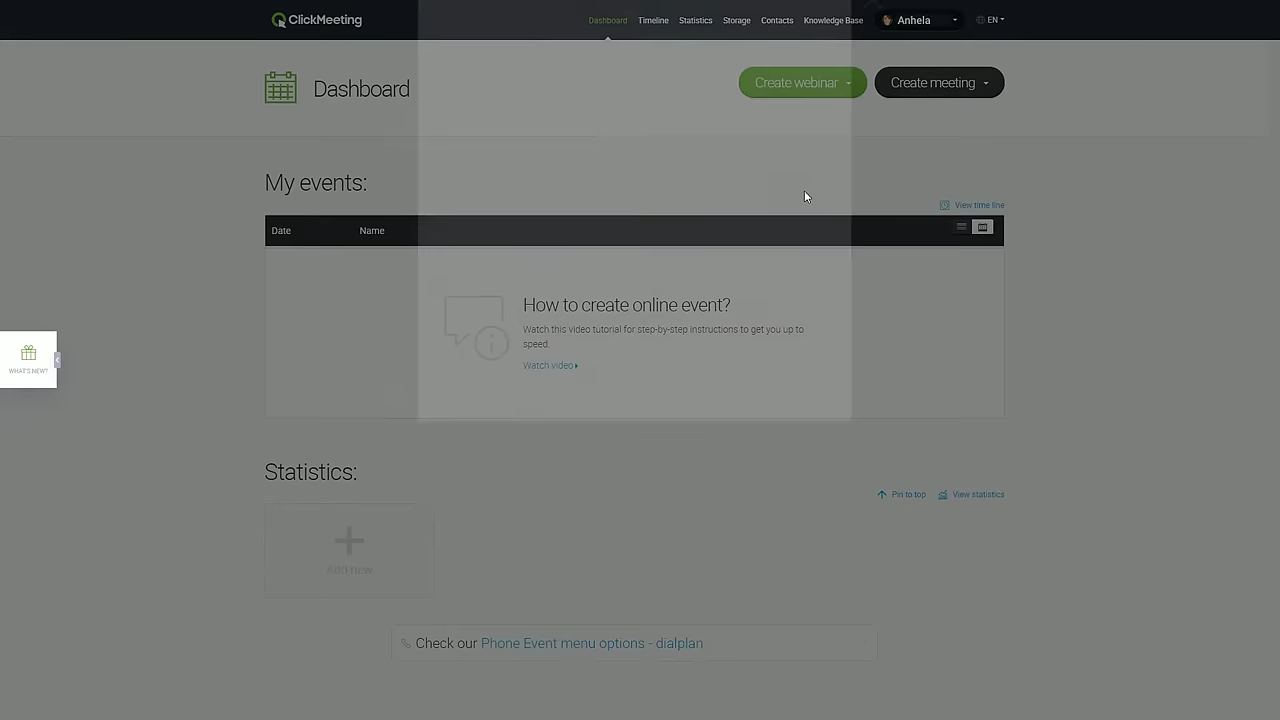 ClickMeeting
Dashboard Timeline Statistics Storage Contacts Knowledge Base Anhela EN
Dashboard
Create webinar
Create meeting
My events:
View time line
Date Name
How to create online event?
Watch this video tutorial for step-by-step instructions to get you up to
speed.
Watch video
WHAT'S NEW?
Statistics:
Pin to top View statistics
Add new
Check our Phone Event menu options - dialplan